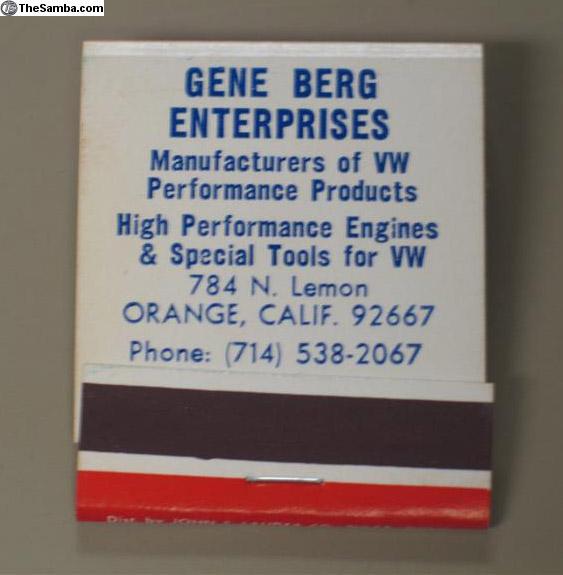 TheSamba.com
GENE BERG
ENTERPRISES
Manufacturers of VW
Performance Products
High Performance Engines
& Special Tools for VW
784 N. Lemon
ORANGE, CALIF. 92667
Phone: (714) 538-2067